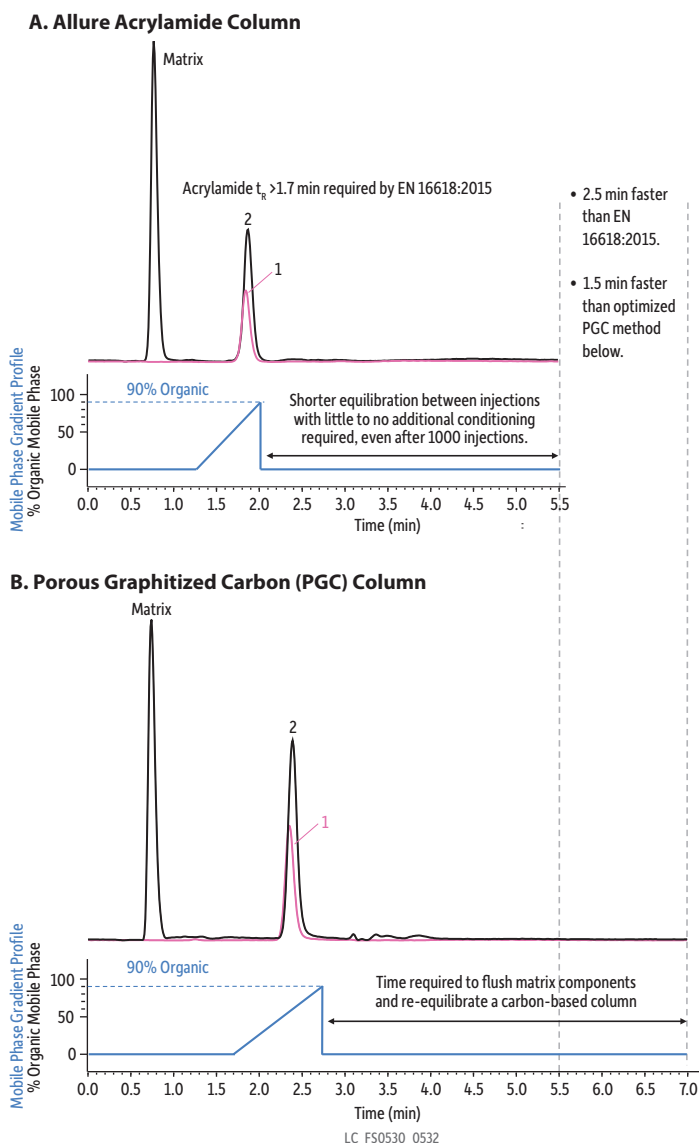 A. Allure Acrylamide Column
Matrix
Acrylamide tR >1.7 min required by EN 16618:2015
2
1
• 2.5 min faster
than EN
16618:2015.
• 1.5 min faster
than optimized
PGC method
below.
Mobile Phase Gradient Profile
% Organic Mobile Phase
100
50
0
90% Organic
Shorter equilibration between injections
with little to no additional conditioning
required, even after 1000 injections.
0.0 0.5 1.0 1.5 2.0 2.5 3.0 3.5 4.0 4.5 5.0 5.5
Time (min)
:
B. Porous Graphitized Carbon (PGC) Column
Matrix
2
1
Mobile Phase Gradient Profile
% Organic Mobile Phase
100
50
0
90% Organic
Time required to flush matrix components
and re-equilibrate a carbon-based column
0.0 0.5 1.0 1.5 2.0 2.5 3.0 3.5 4.0 4.5 5.0 5.5 6.0 6.5 7.0
Time (min)
LC_FS0530_0532